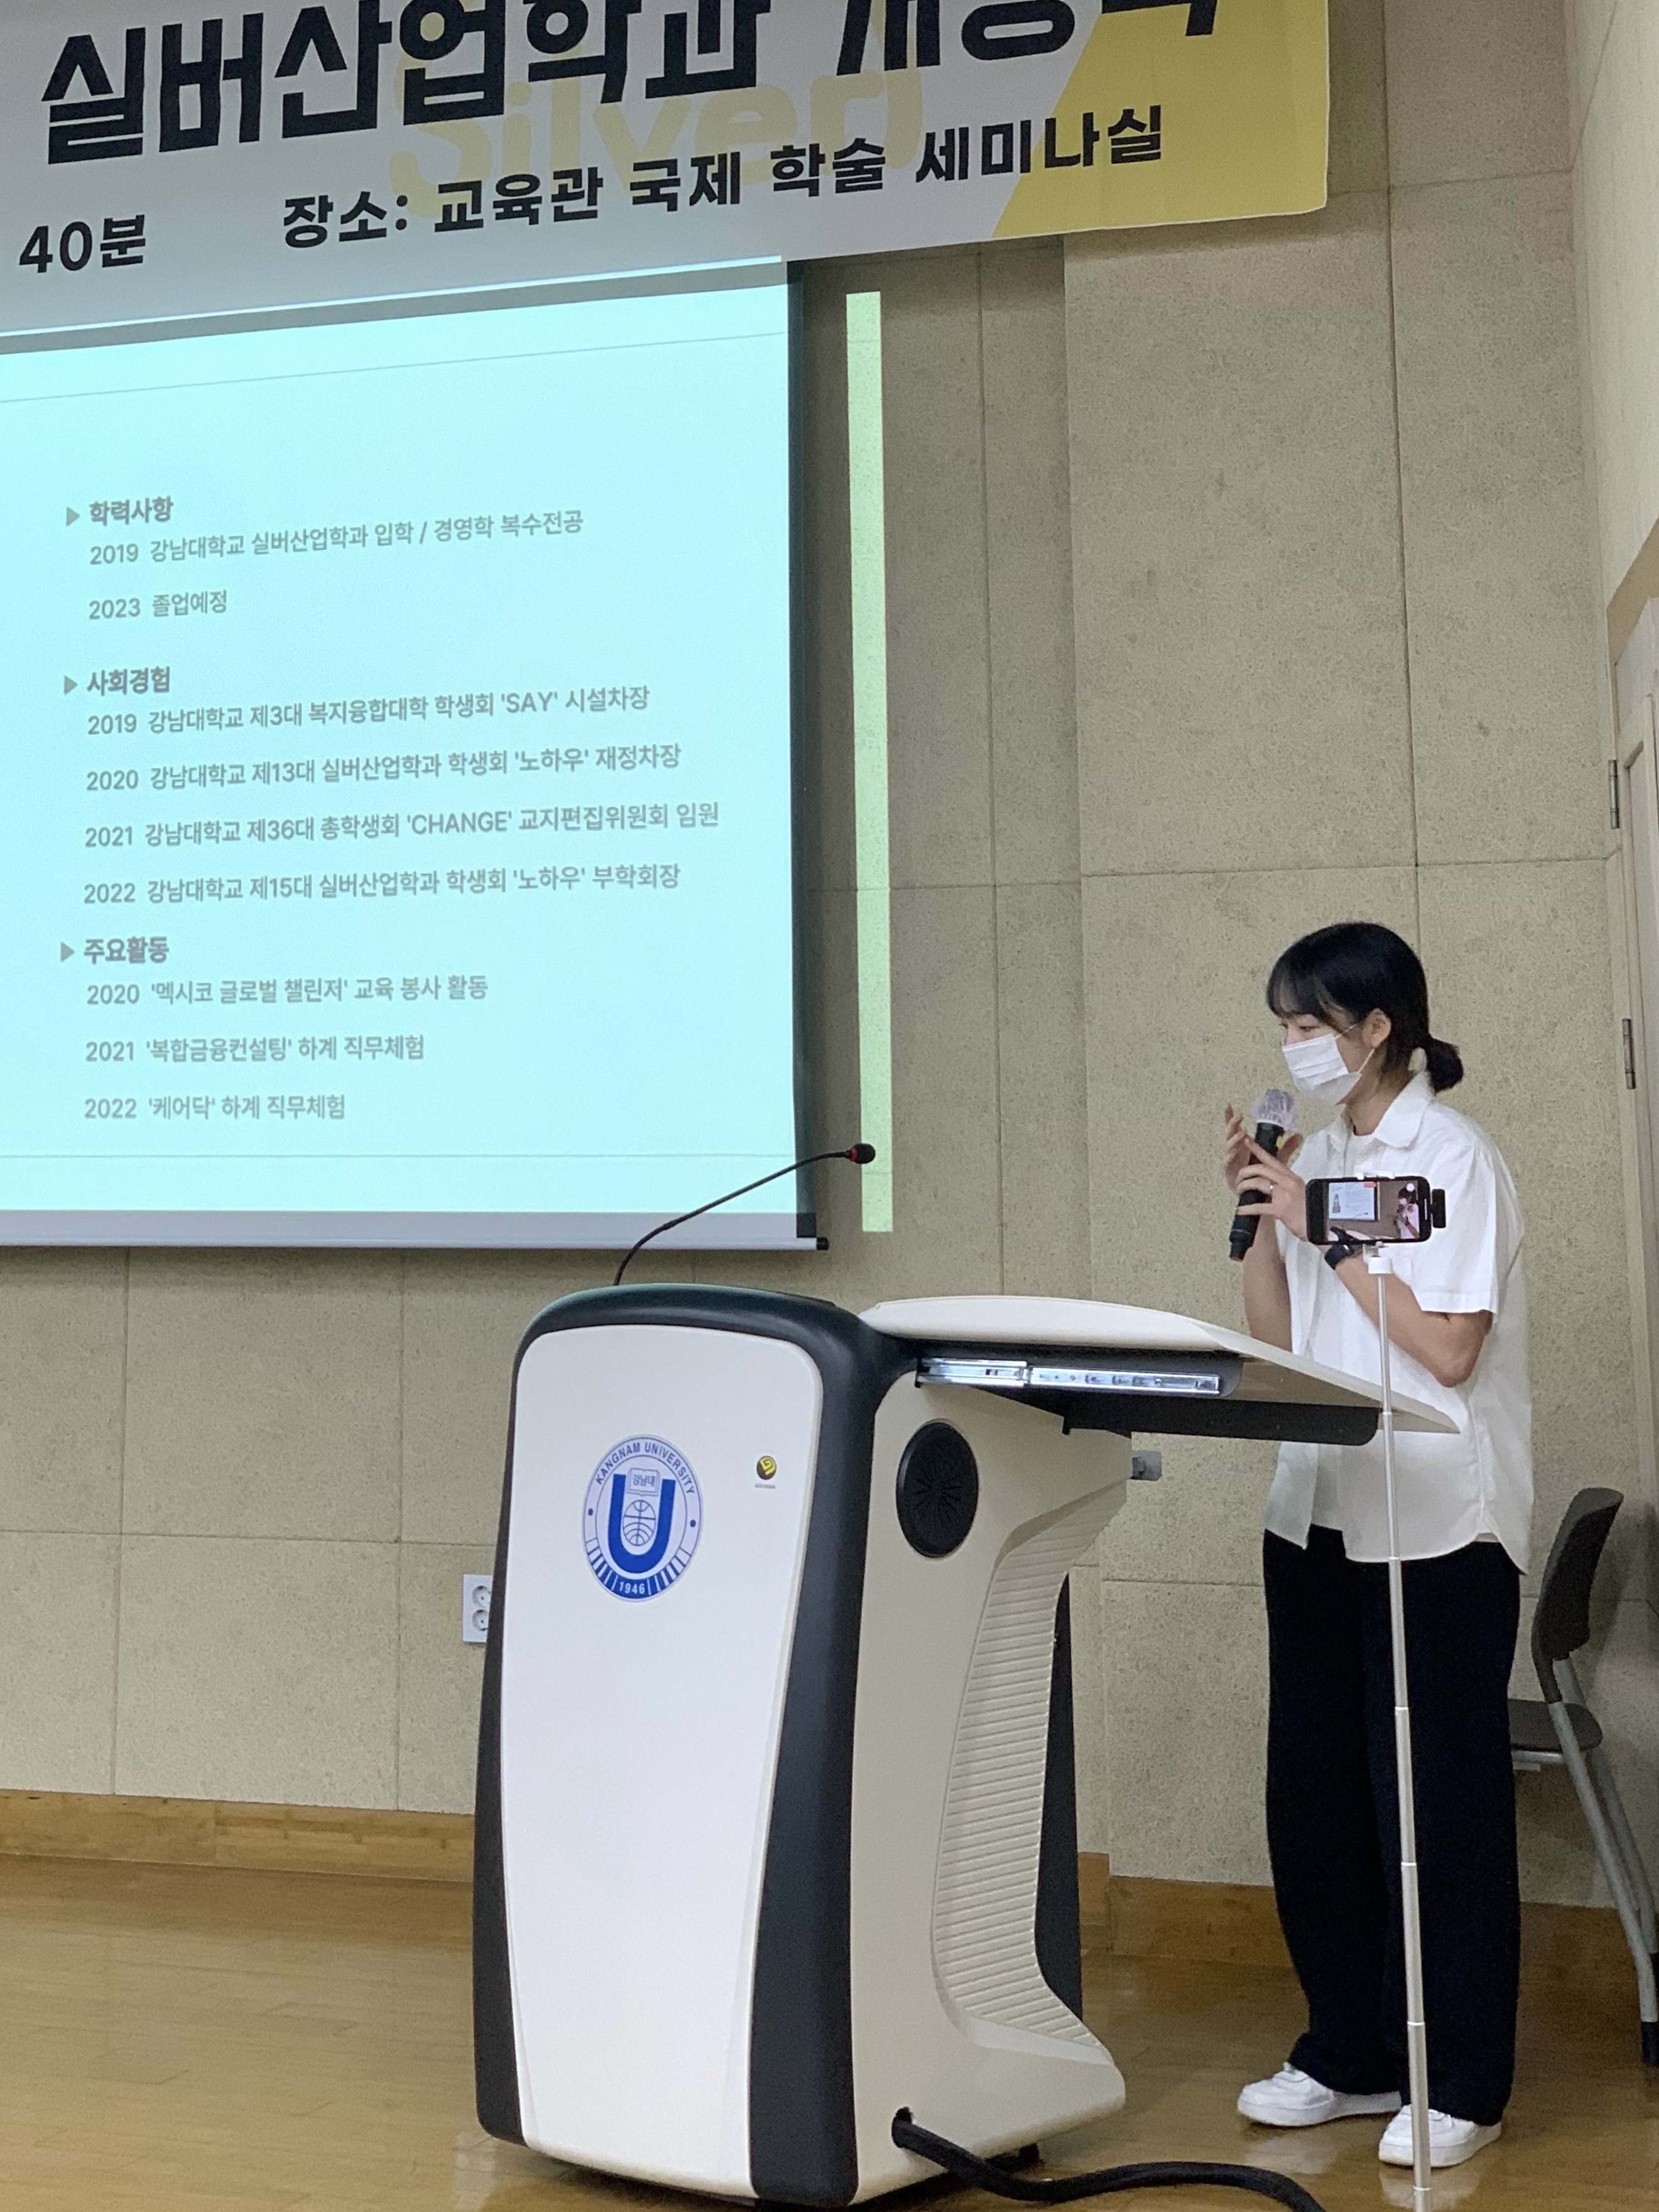 실버산업학과
Silver
40분 장소: 교육관 국제 학술 세미나실
▶ 학력사항
2019 강남대학교 실버산업학과 입학 / 경영학 복수전공
2023 졸업예정
▶ 사회경험
2019 강남대학교 제3대 복지융합대학 학생회 'SAY' 시설차장
2020 강남대학교 제13대 실버산업학과 학생회 '노하우' 재정차장
2021 강남대학교 제36대 총학생회 'CHANGE' 교지편집위원회 임원
2022 강남대학교 제15대 실버산업학과 학생회 '노하우' 부학회장
▶ 주요활동
2020 '멕시코 글로벌 챌린저' 교육 봉사 활동
2021 '복합금융컨설팅' 하계 직무체험
2022 '케어닥' 하계 직무체험
KANGNAM UNIVERSITY
강남대
1946